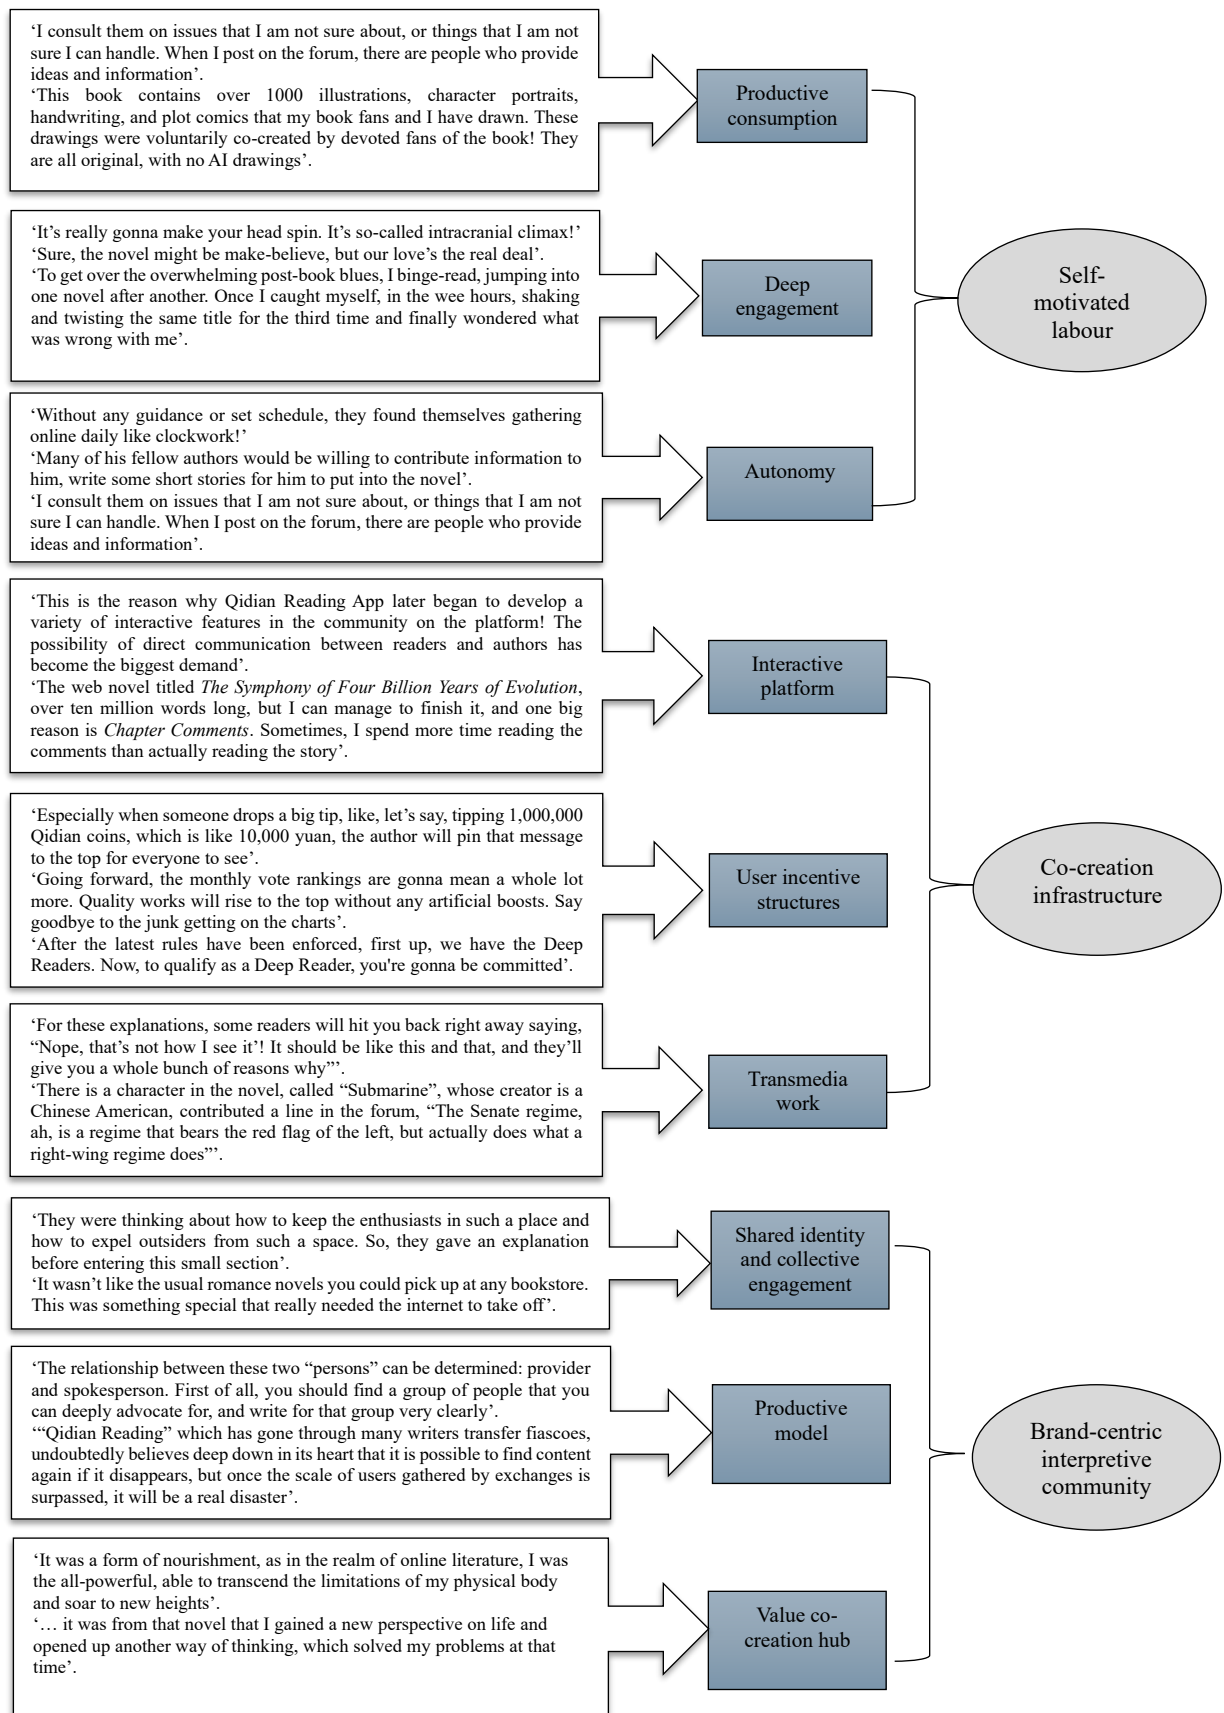 ‘I consult them on issues that I am not sure about, or things that I am not
sure I can handle. When I post on the forum, there are people who provide
ideas and information’.
‘This book contains over 1000 illustrations, character portraits,
handwriting, and plot comics that my book fans and I have drawn. These
drawings were voluntarily co-created by devoted fans of the book! They
are all original, with no AI drawings’.
Productive
consumption
‘It’s really gonna make your head spin. It’s so-called intracranial climax!’
‘Sure, the novel might be make-believe, but our love’s the real deal’.
‘To get over the overwhelming post-book blues, I binge-read, jumping into
one novel after another. Once I caught myself, in the wee hours, shaking
and twisting the same title for the third time and finally wondered what
was wrong with me’.
Deep
engagement
Self-
motivated
labour
‘Without any guidance or set schedule, they found themselves gathering
online daily like clockwork!’
‘Many of his fellow authors would be willing to contribute information to
him, write some short stories for him to put into the novel’.
‘I consult them on issues that I am not sure about, or things that I am not
sure I can handle. When I post on the forum, there are people who provide
ideas and information’.
Autonomy
‘This is the reason why Qidian Reading App later began to develop a
variety of interactive features in the community on the platform! The
possibility of direct communication between readers and authors has
become the biggest demand’.
‘The web novel titled The Symphony of Four Billion Years of Evolution,
over ten million words long, but I can manage to finish it, and one big
reason is Chapter Comments. Sometimes, I spend more time reading the
comments than actually reading the story’.
Interactive
platform
‘Especially when someone drops a big tip, like, let’s say, tipping 1,000,000
Qidian coins, which is like 10,000 yuan, the author will pin that message
to the top for everyone to see’.
‘Going forward, the monthly vote rankings are gonna mean a whole lot
more. Quality works will rise to the top without any artificial boosts. Say
goodbye to the junk getting on the charts’.
‘After the latest rules have been enforced, first up, we have the Deep
Readers. Now, to qualify as a Deep Reader, you're gonna be committed’.
User incentive
structures
Co-creation
infrastructure
‘For these explanations, some readers will hit you back right away saying,
“Nope, that’s not how I see it’! It should be like this and that, and they’ll
give you a whole bunch of reasons why”’.
‘There is a character in the novel, called “Submarine”, whose creator is a
Chinese American, contributed a line in the forum, “The Senate regime,
ah, is a regime that bears the red flag of the left, but actually does what a
right-wing regime does”’.
Transmedia
work
‘They were thinking about how to keep the enthusiasts in such a place and
how to expel outsiders from such a space. So, they gave an explanation
before entering this small section’.
‘It wasn’t like the usual romance novels you could pick up at any bookstore.
This was something special that really needed the internet to take off’.
Shared identity
and collective
engagement
‘The relationship between these two “persons” can be determined: provider
and spokesperson. First of all, you should find a group of people that you
can deeply advocate for, and write for that group very clearly’.
‘“Qidian Reading” which has gone through many writers transfer fiascoes,
undoubtedly believes deep down in its heart that it is possible to find content
again if it disappears, but once the scale of users gathered by exchanges is
surpassed, it will be a real disaster’.
Productive
model
Brand-centric
interpretive
community
‘It was a form of nourishment, as in the realm of online literature, I was
the all-powerful, able to transcend the limitations of my physical body
and soar to new heights’.
‘… it was from that novel that I gained a new perspective on life and
opened up another way of thinking, which solved my problems at that
time’.
Value co-
creation hub